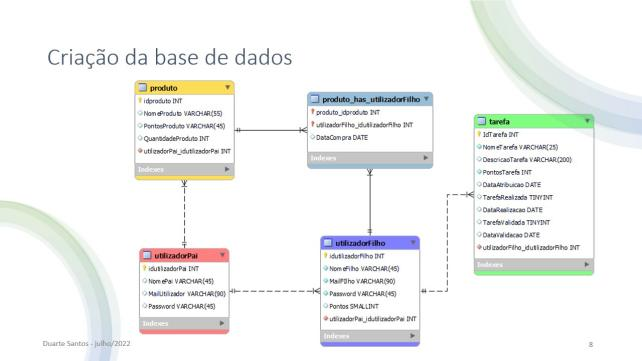 Criação da base de dados
produto
idproduto INT
NomeProduto VARCHAR(55)
PontosProduto VARCHAR(45)
QuantidadeProduto INT
utilizadorPai_idutilizadorPai INT
Indexes
produto_has_utilizadorFilho
produto_idproduto INT
utilizadorFilho_idutilizadorFilho INT
DataCompra DATE
Indexes
tarefa
IdTarefa INT
NomeTarefa VARCHAR(25)
DescricaoTarefa VARCHAR(200)
PontosTarefa INT
DataAtribuicao DATE
TarefaRealizada TINYINT
DataRealizacao DATE
TarefaValidada TINYINT
DataValidacao DATE
utilizadorFilho_idutilizadorFilho INT
Indexes
utilizadorPai
idutilizadorPai INT
NomePai VARCHAR(45)
MailUtilizador VARCHAR(90)
Password VARCHAR(45)
Indexes
utilizadorFilho
idutilizadorFilho INT
NomeFilho VARCHAR(45)
MailFilho VARCHAR(90)
Password VARCHAR(45)
Pontos SMALLINT
utilizadorPai_idutilizadorPai INT
Indexes
Duarte Santos - julho/2022
8